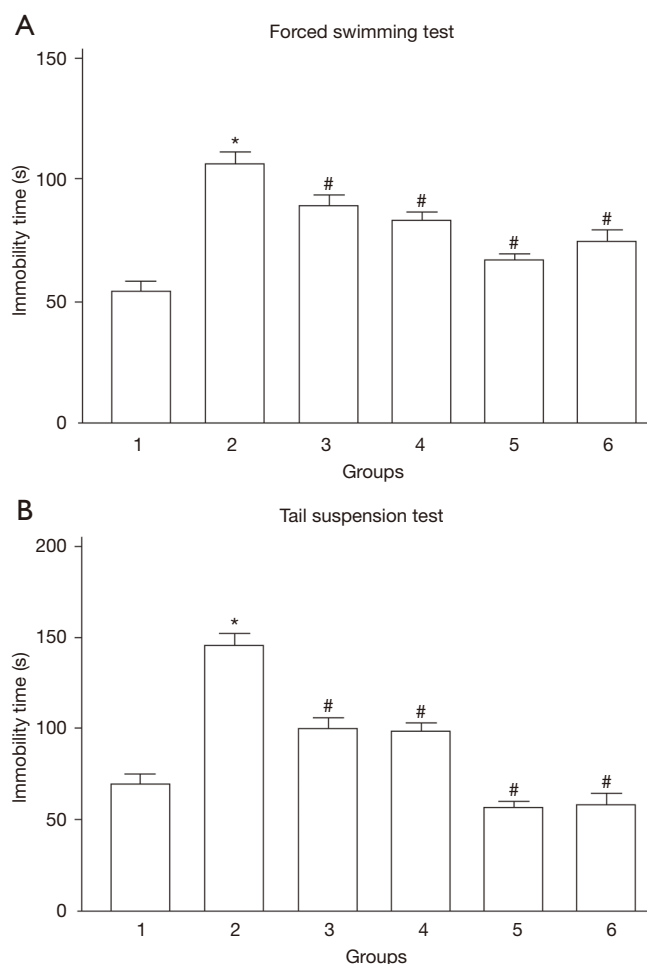 A
Forced swimming test
Immobility time (s)
150
100
50
0
*
#
#
#
#
1 2 3 4 5 6
Groups
B
Tail suspension test
Immobility time (s)
200
150
100
50
0
*
#
#
#
#
1 2 3 4 5 6
Groups